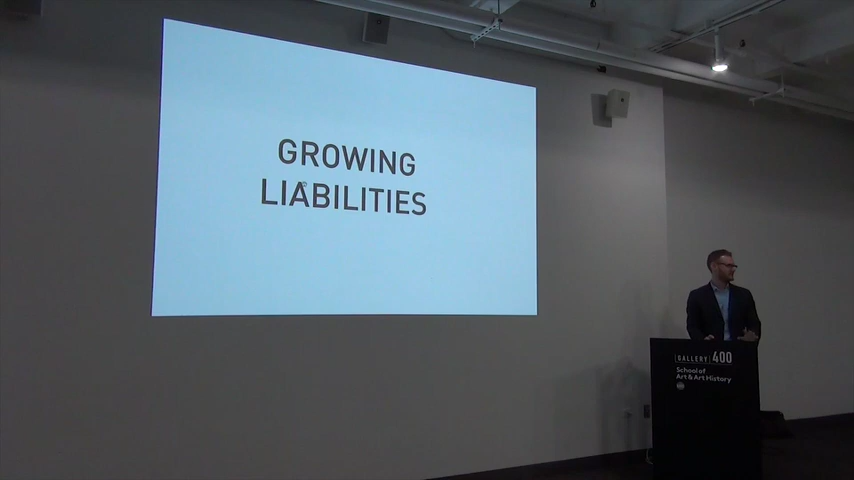 GROWING
LIABILITIES
GALLERY 400
School of
Art & Art History